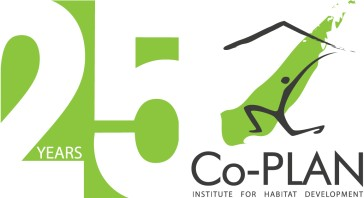 25
YEARS
Co-PLAN
INSTITUTE FOR HABITAT DEVELOPMENT